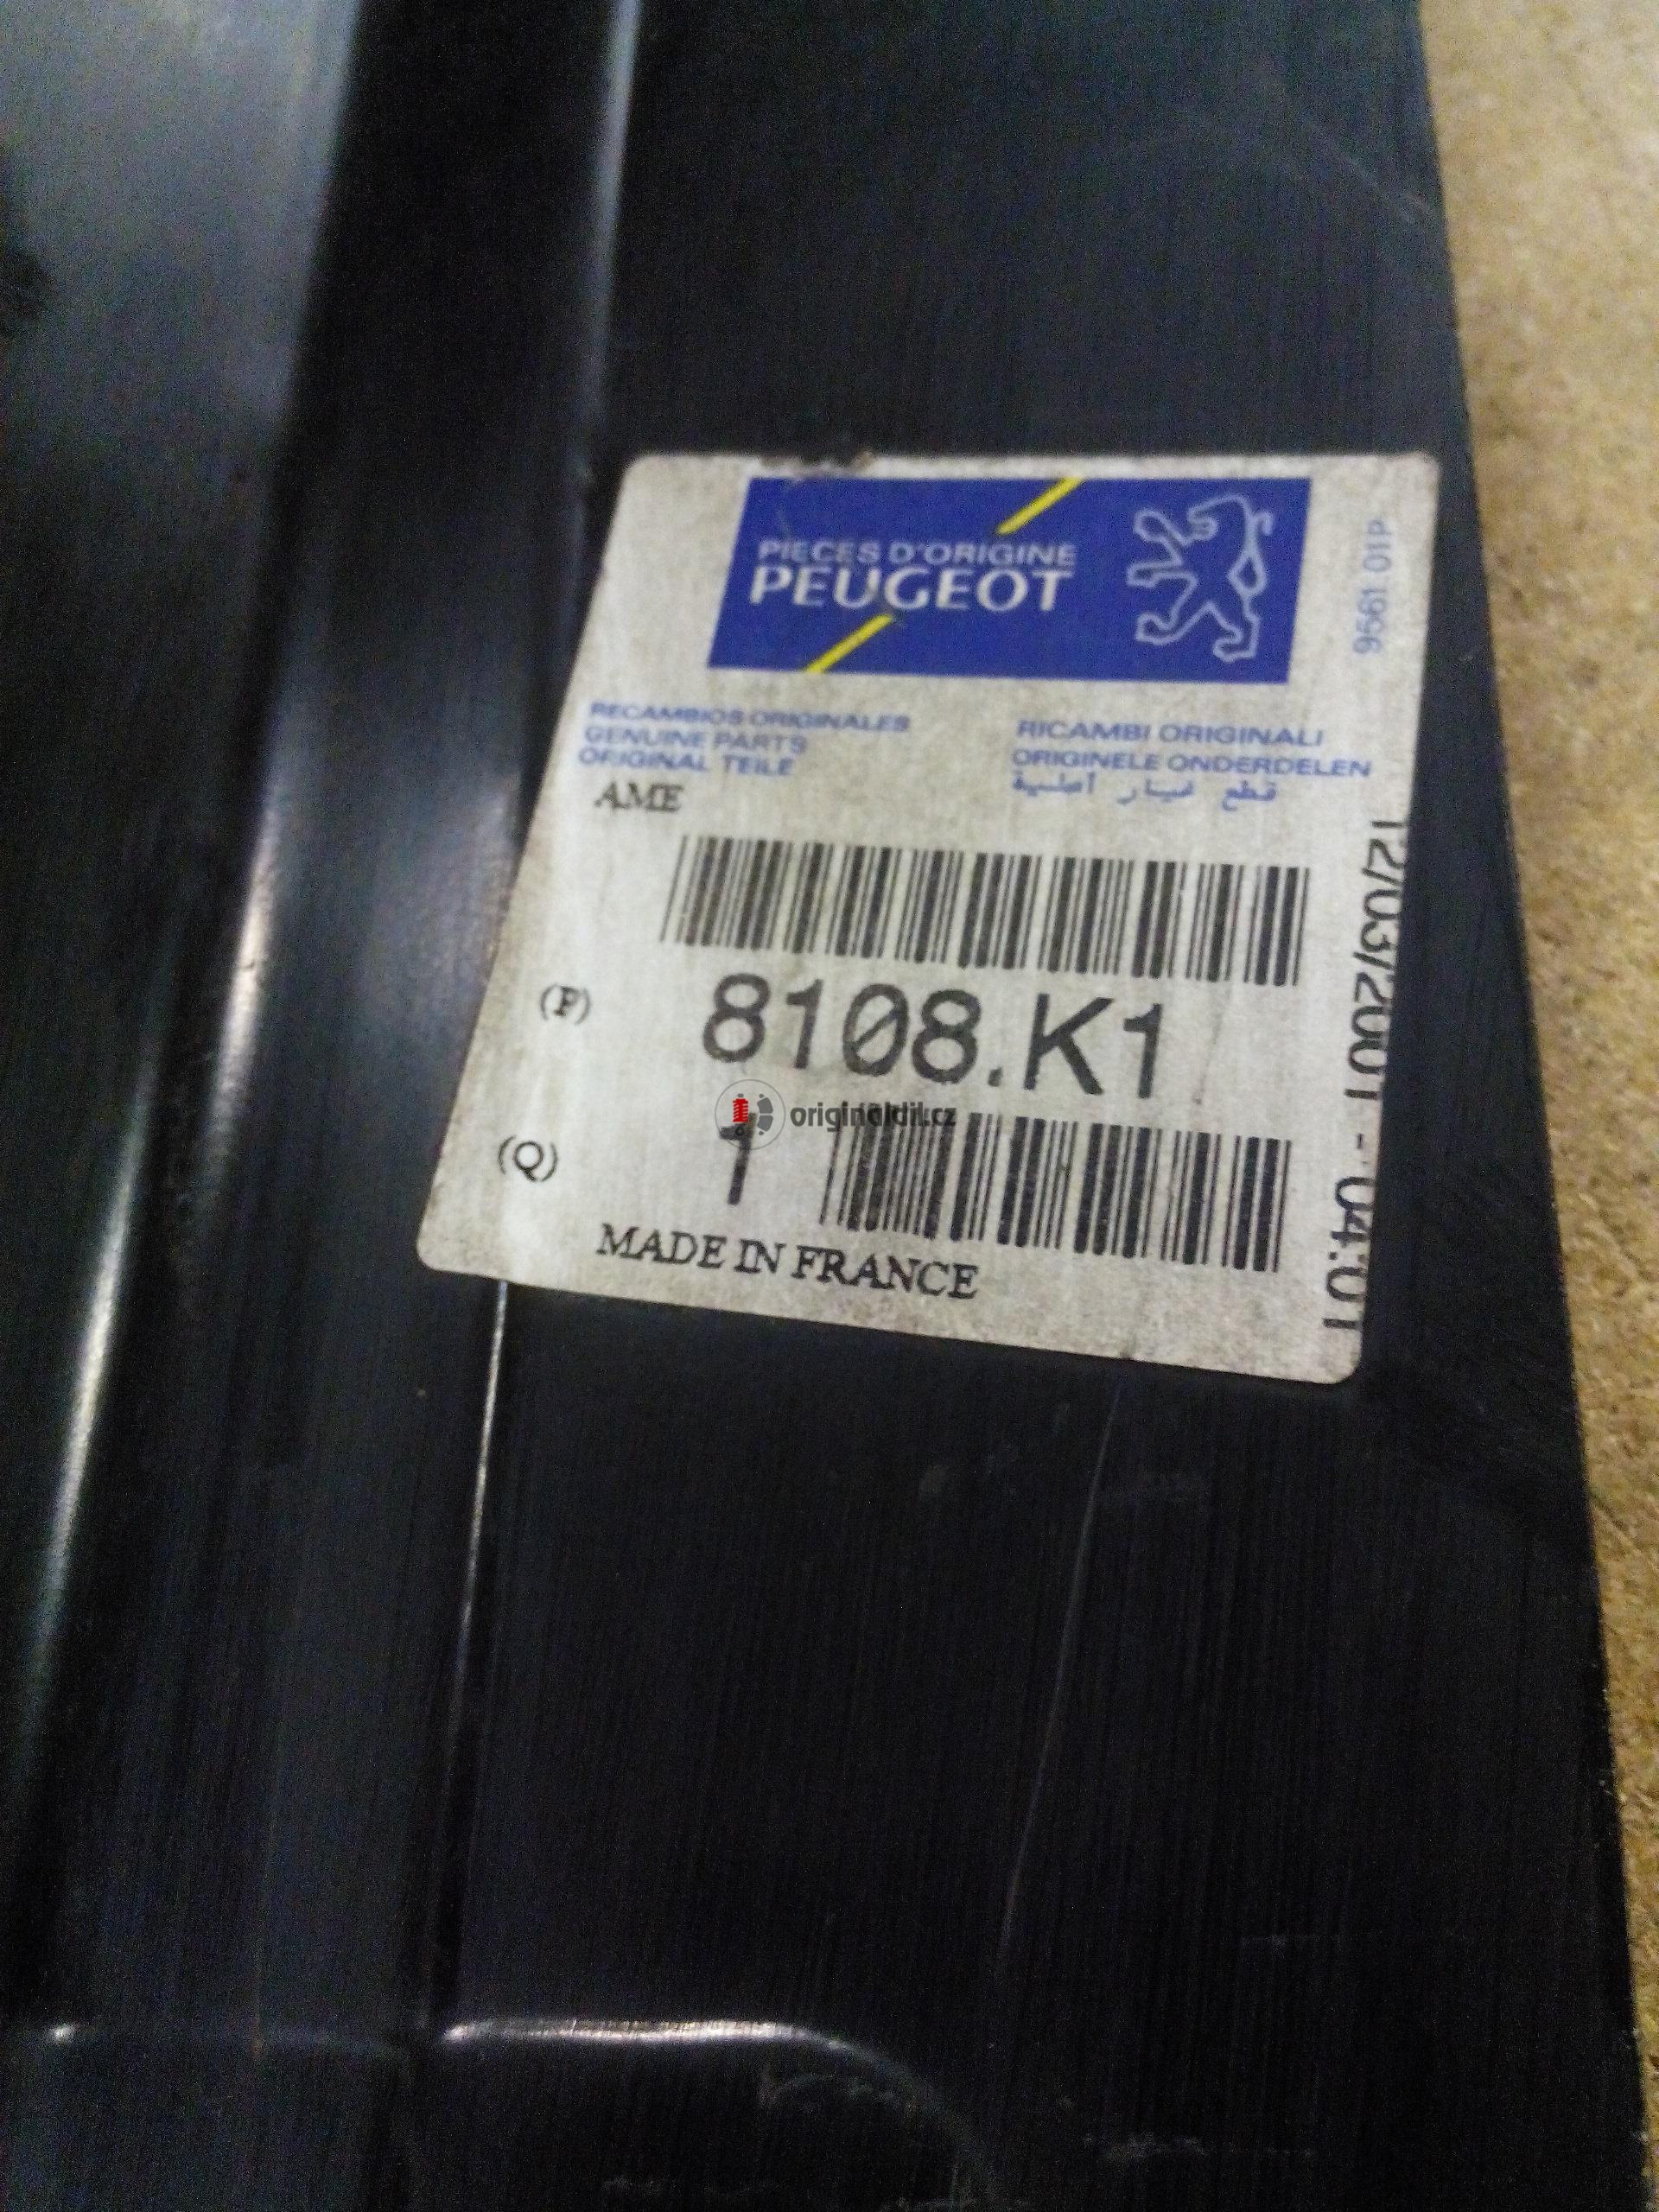 PIECES D'ORIGINE
PEUGEOT
9561 01P
RECAMBIOS ORIGINALES
GENUINE PARTS
ORIGINAL TEILE
RICAMBI ORIGINALI
ORIGINELE ONDERDELEN
قطع غيار أصلية
AME
12/03/2001 - 04:01
(P) 8108.K1
originaldil.cz
(Q) 1
MADE IN FRANCE